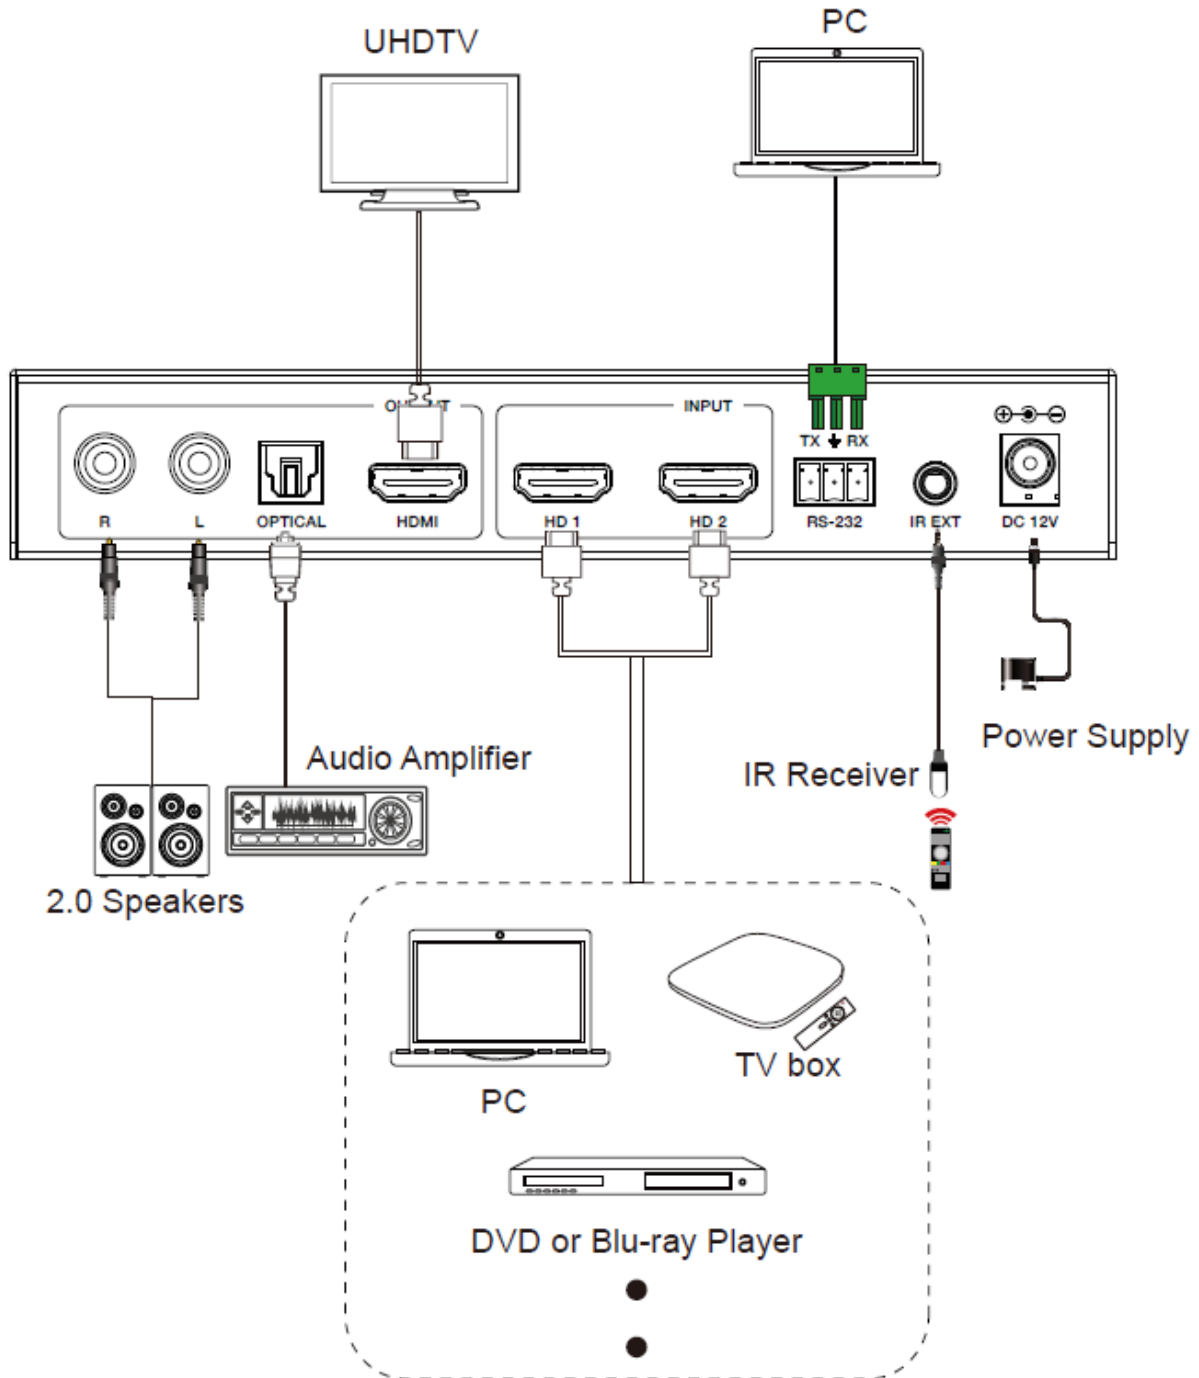 UHDTV
PC
INPUT
TX RX
R
L
OPTICAL
HDMI
HD 1
HD 2
RS-232
IR EXT
DC 12V
Power Supply
Audio Amplifier
IR Receiver
2.0 Speakers
TV box
PC
DVD or Blu-ray Player